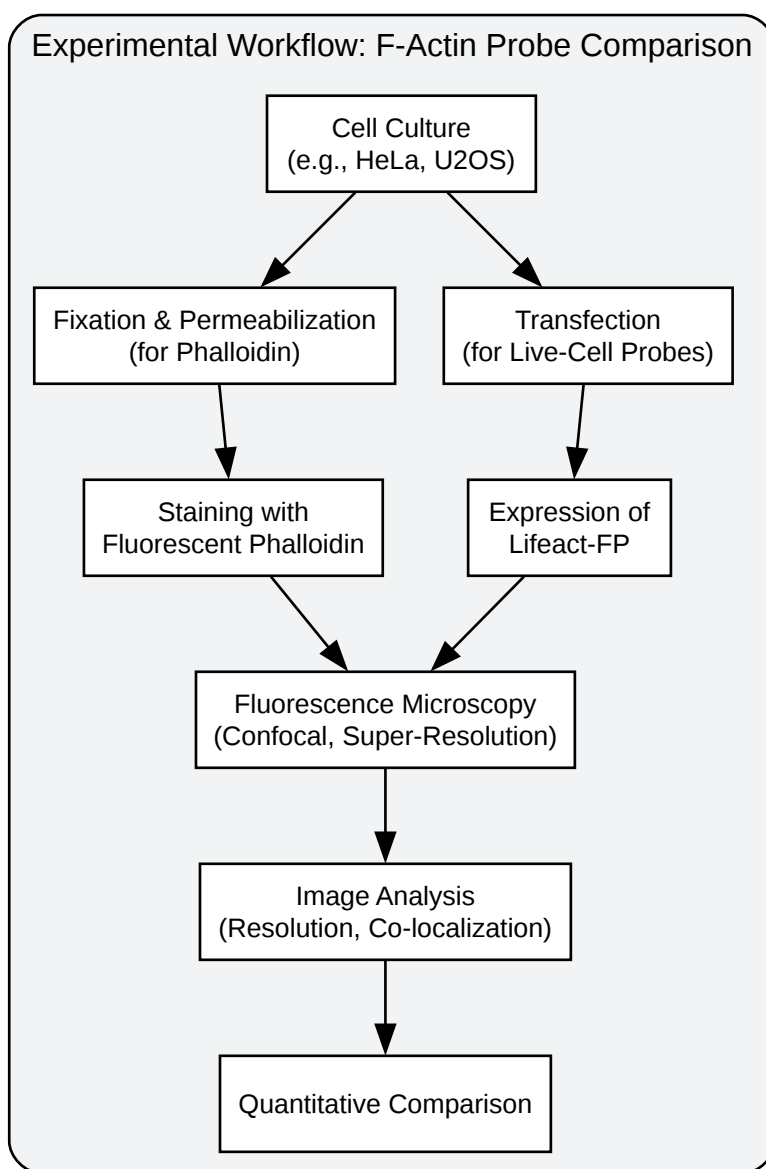 Experimental Workflow: F-Actin Probe Comparison
Cell Culture
(e.g., HeLa, U2OS)
Fixation & Permeabilization
(for Phalloidin)
Transfection
(for Live-Cell Probes)
Staining with
Fluorescent Phalloidin
Expression of
Lifeact-FP
Fluorescence Microscopy
(Confocal, Super-Resolution)
Image Analysis
(Resolution, Co-localization)
Quantitative Comparison